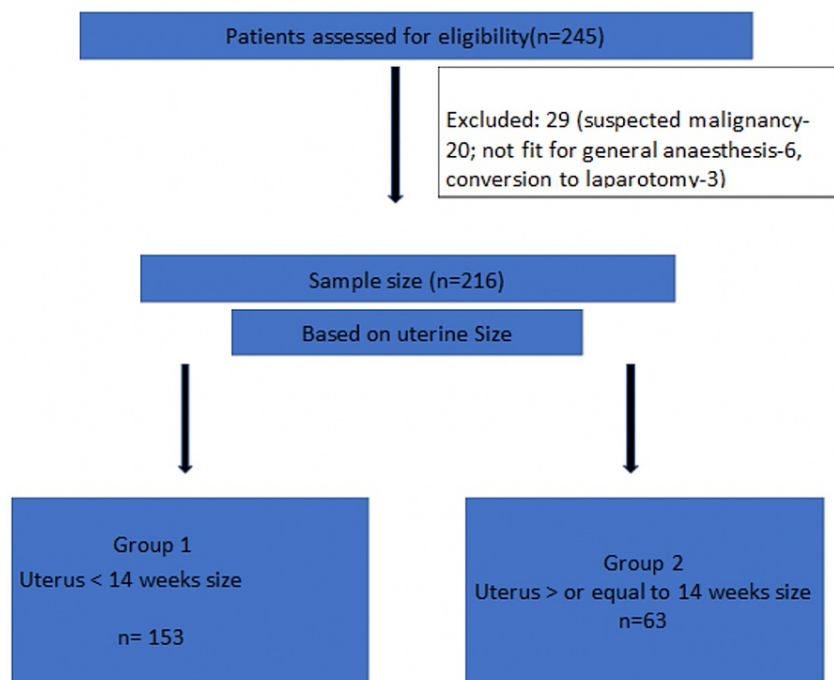 Patients assessed for eligibility(n=245)
Excluded: 29 (suspected malignancy-
20; not fit for general anaesthesis-6,
conversion to laparotomy-3)
Sample size (n=216)
Based on uterine Size
Group 1
Uterus < 14 weeks size
n= 153
Group 2
Uterus > or equal to 14 weeks size
n=63